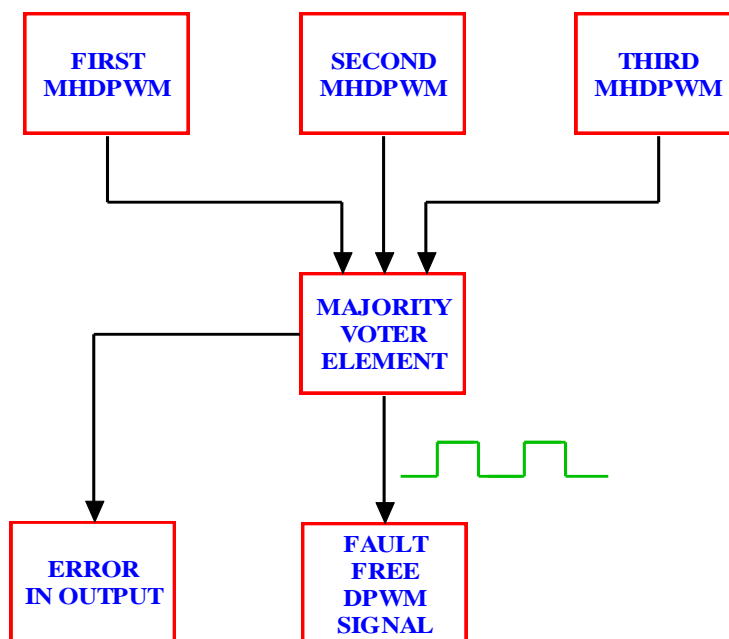 FIRST
MHDPWM
SECOND
MHDPWM
THIRD
MHDPWM
MAJORITY
VOTER
ELEMENT
ERROR
IN OUTPUT
FAULT
FREE
DPWM
SIGNAL